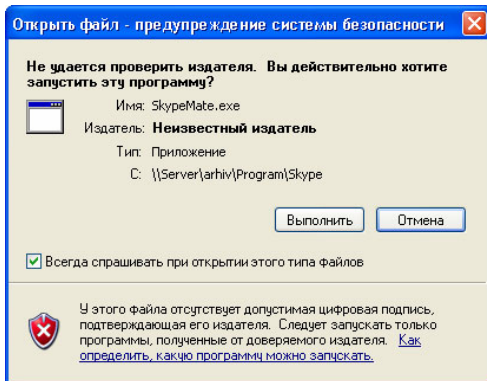 Открыть файл - предупреждение системы безопасности
Не удается проверить издателя. Вы действительно хотите
запустить эту программу?
Имя: SkypeMate.exe
Издатель: Неизвестный издатель
Тип: Приложение
С: \\Server\arhiv\Program\Skype
Выполнить Отмена
Всегда спрашивать при открытии этого типа файлов
У этого файла отсутствует допустимая цифровая подпись,
подтверждающая его издателя. Следует запускать только
программы, полученные от доверяемого издателя. Как
определить, какую программу можно запускать.